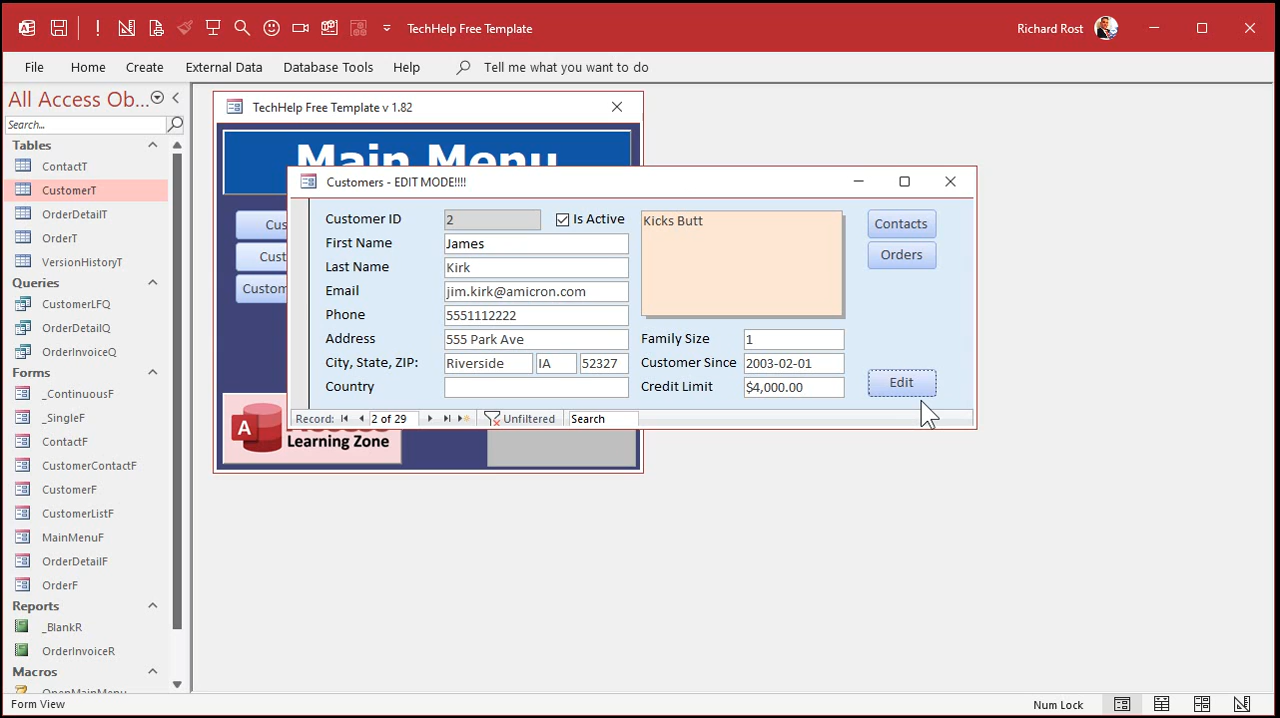 TechHelp Free Template
Richard Rost
File Home Create External Data Database Tools Help Tell me what you want to do
All Access Ob...
Search...
Tables
ContactT
CustomerT
OrderDetailT
OrderT
VersionHistoryT
Queries
CustomerLFQ
OrderDetailQ
OrderInvoiceQ
Forms
_ContinuousF
_SingleF
ContactF
CustomerContactF
CustomerF
CustomerListF
MainMenuF
OrderDetailF
OrderF
Reports
_BlankR
OrderInvoiceR
Macros
OpenMainMenu
TechHelp Free Template v 1.82
Main Menu
Cus
Cust
Custom
A
Learning Zone
Customers - EDIT MODE!!!!
Customer ID 2 Is Active
First Name James
Last Name Kirk
Email jim.kirk@amicron.com
Phone 5551112222
Address 555 Park Ave
City, State, ZIP: Riverside IA 52327
Country
Kicks Butt
Family Size 1
Customer Since 2003-02-01
Credit Limit $4,000.00
Contacts
Orders
Edit
Record: 2 of 29 Unfiltered Search
Form View
Num Lock